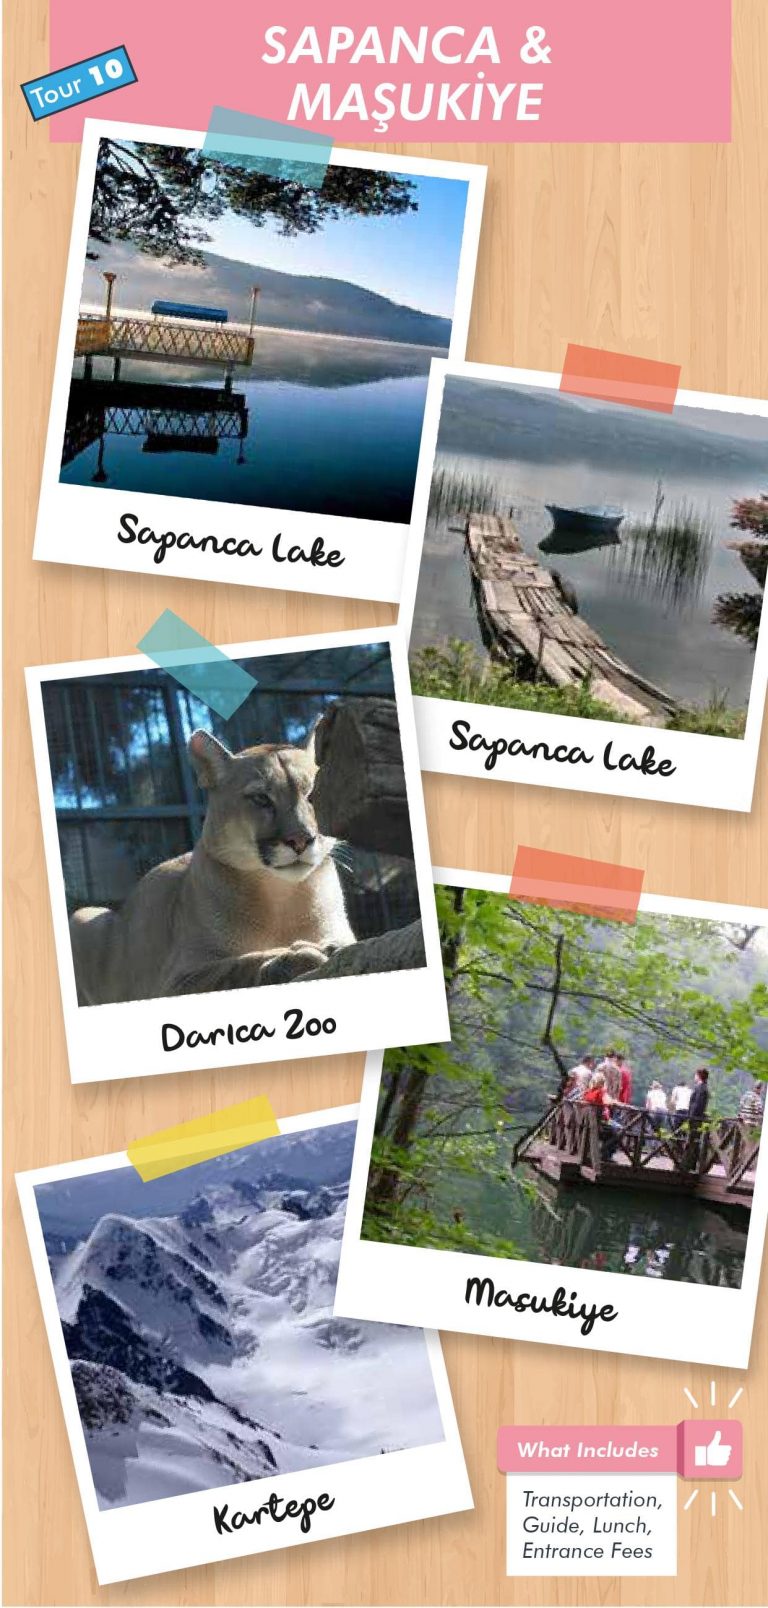 Tour 10
SAPANCA &
MAŞUKİYE
Sapanca Lake
Sapanca Lake
Darıca Zoo
Masukiye
Kartepe
What Includes
Transportation,
Guide, Lunch,
Entrance Fees